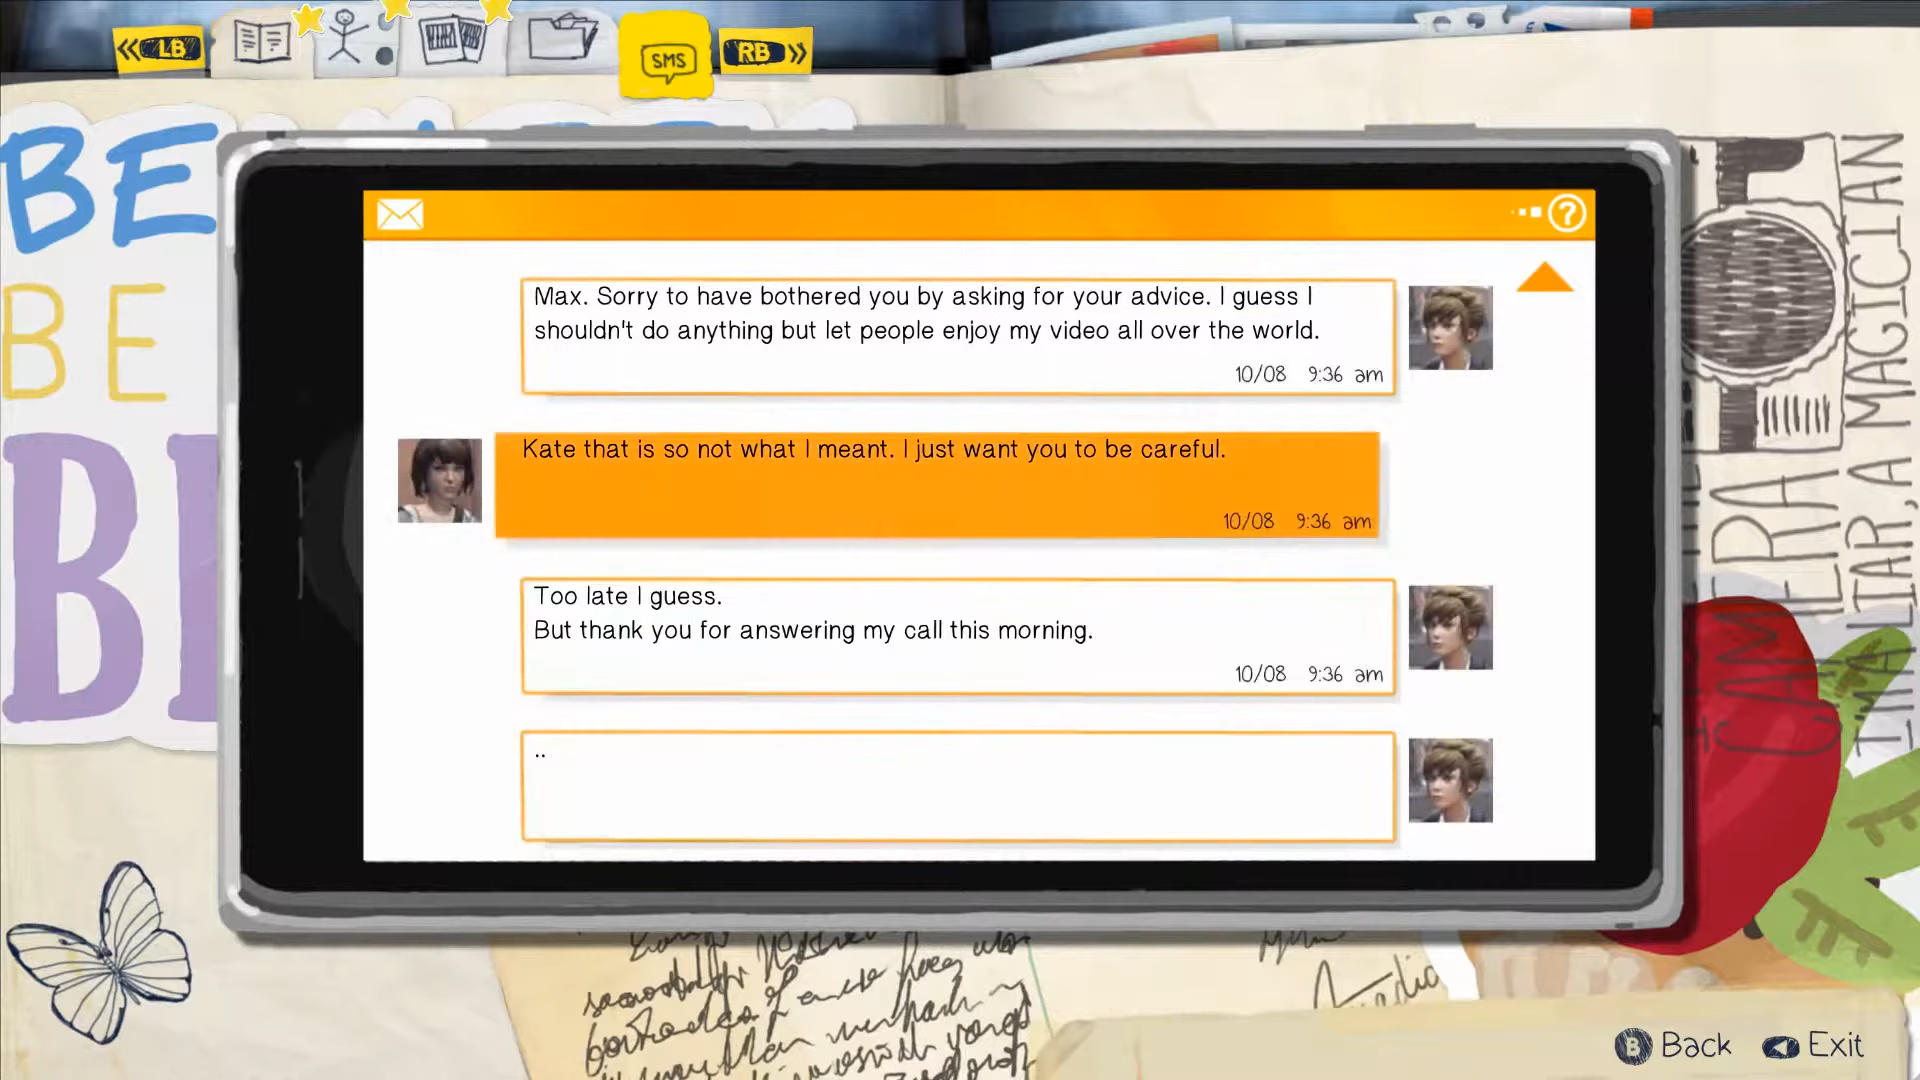 LB
SMS
RB
BE
BE
BE
Max. Sorry to have bothered you by asking for your advice. I guess I
shouldn't do anything but let people enjoy my video all over the world.
10/08 9:36 am
Kate that is so not what I meant. I just want you to be careful.
10/08 9:36 am
Too late I guess.
But thank you for answering my call this morning.
10/08 9:36 am
..
CAMERA
LIAR, A MAGICIAN
B Back
Exit